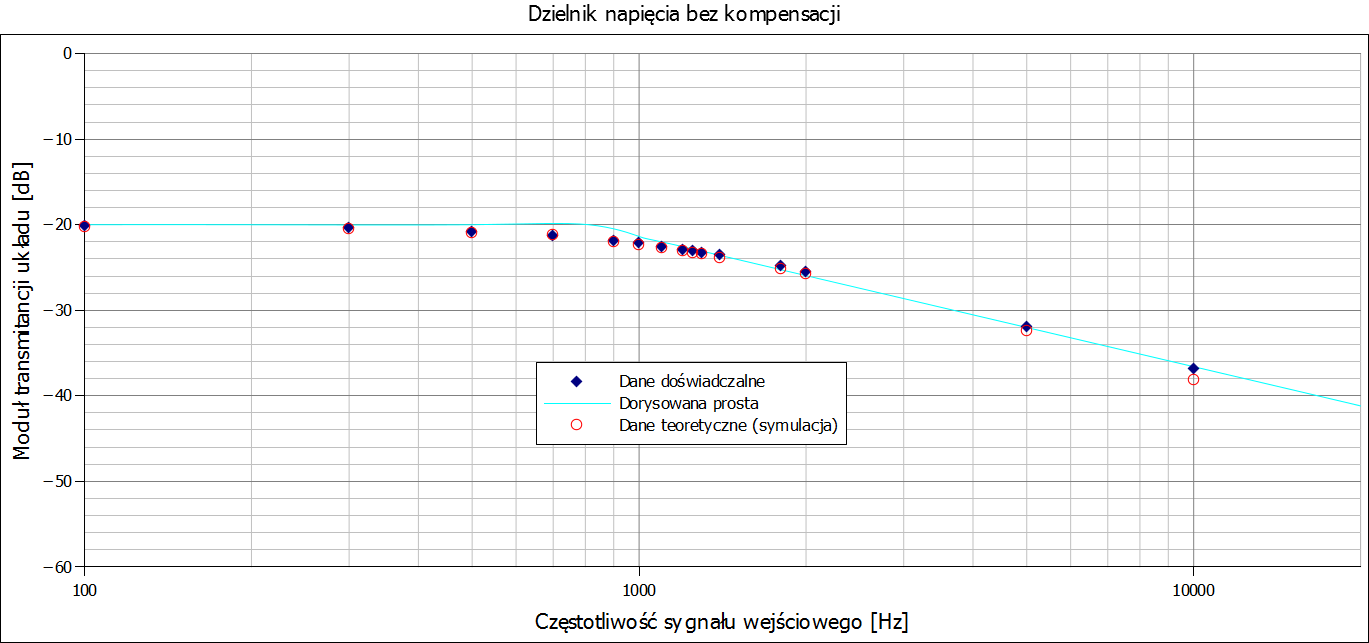 Dzielnik napięcia bez kompensacji
0
−10
−20
−30
−40
−50
−60
Moduł transmitancji układu [dB]
Dane doświadczalne
Dorysowana prosta
Dane teoretyczne (symulacja)
100
1000
10000
Częstotliwość sygnału wejściowego [Hz]